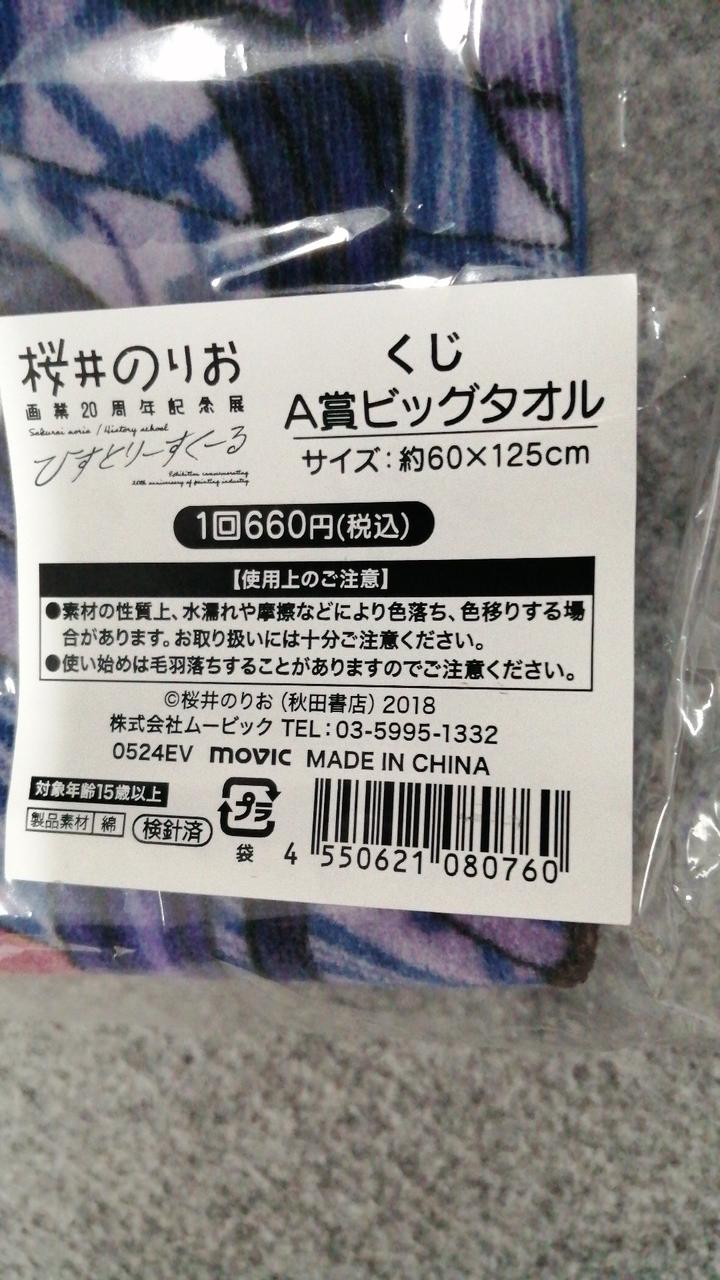 桜井のりお
画業20周年記念展
Sakurai norio / History school
ひすとりーすくーる
Exhibition commemorating
20th anniversary of painting industry
くじ
A賞ビッグタオル
サイズ：約60×125cm
1回660円(税込)
【使用上のご注意】
●素材の性質上、水濡れや摩擦などにより色落ち、色移りする場
合があります。お取り扱いには十分ご注意ください。
●使い始めは毛羽落ちすることがありますのでご注意ください。
©桜井のりお（秋田書店）2018
株式会社ムービック TEL：03-5995-1332
0524EV movic MADE IN CHINA
対象年齢15歳以上
製品素材 綿 検針済
プラ
袋
4 550621 080760